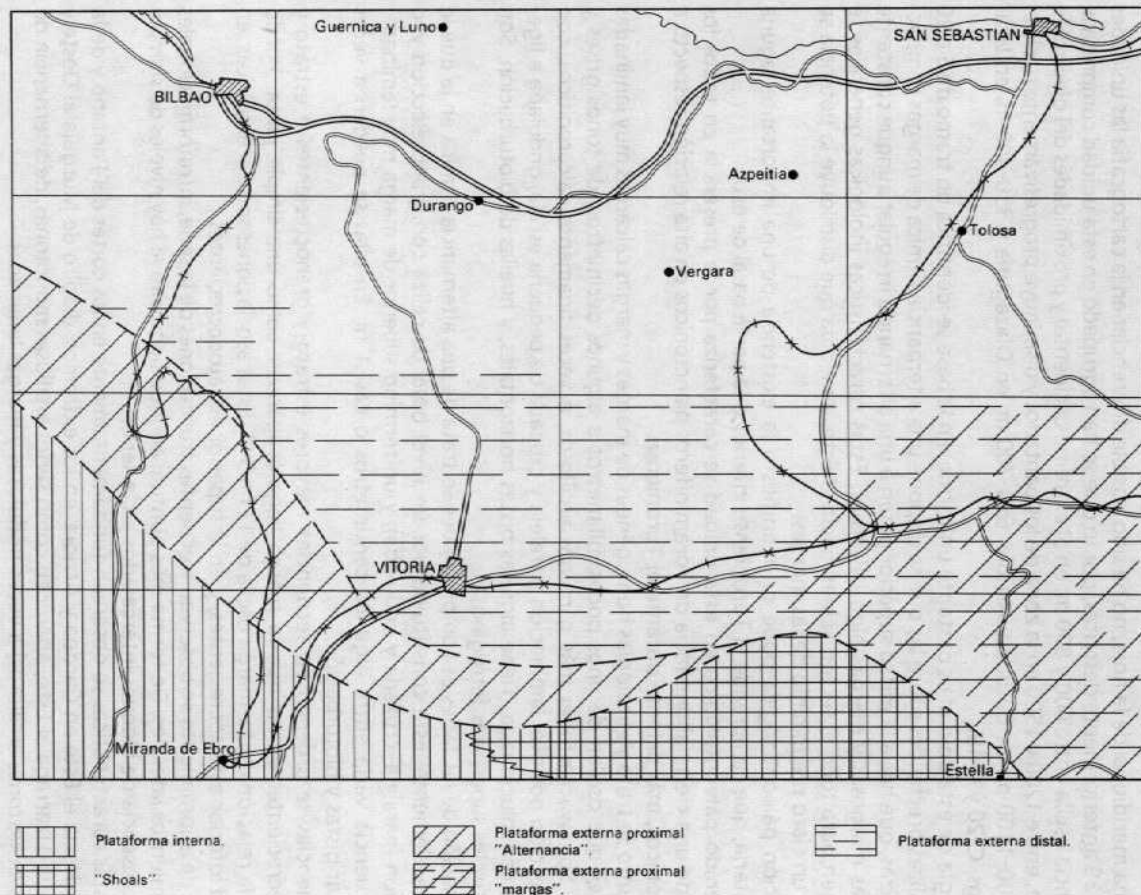 Guernica y Luno
SAN SEBASTIAN
BILBAO
Azpeitia
Durango
Tolosa
Vergara
VITORIA
Miranda de Ebro
Estella
Plataforma interna.
"Shoals"
Plataforma externa proximal
"Alternancia".
Plataforma externa proximal
"margas".
Plataforma externa distal.